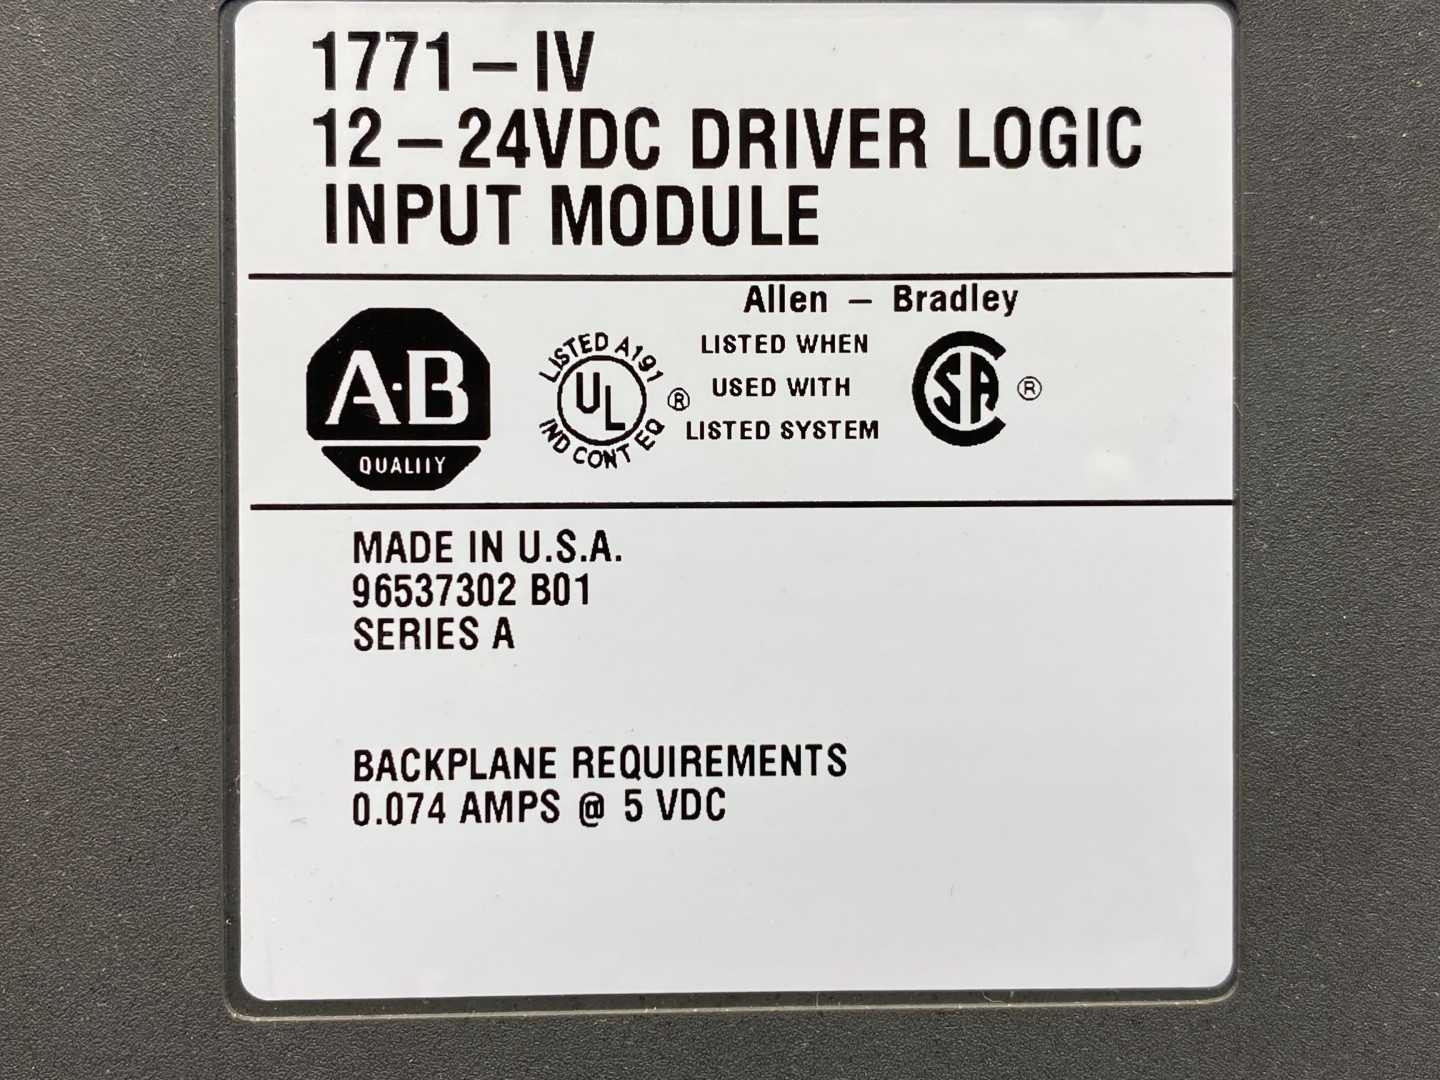 1771-IV
12-24VDC DRIVER LOGIC
INPUT MODULE
Allen - Bradley
A·B
QUALITY
LISTED A191
UL
IND CONT EQ
®
LISTED WHEN
USED WITH
LISTED SYSTEM
SA
®
MADE IN U.S.A.
96537302 B01
SERIES A
BACKPLANE REQUIREMENTS
0.074 AMPS @ 5 VDC